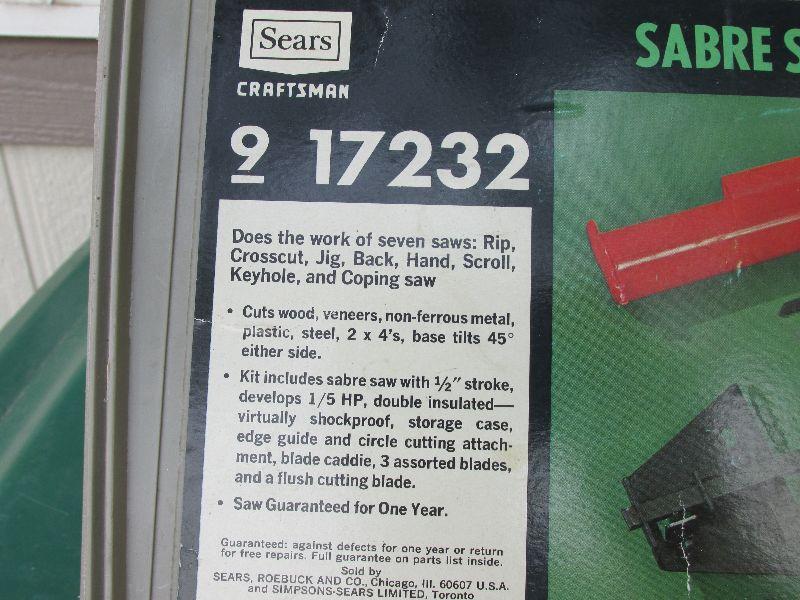 Sears
CRAFTSMAN
SABRE S
9 17232
Does the work of seven saws: Rip,
Crosscut, Jig, Back, Hand, Scroll,
Keyhole, and Coping saw
• Cuts wood, veneers, non-ferrous metal,
plastic, steel, 2 x 4's, base tilts 45°
either side.
• Kit includes sabre saw with 1/2" stroke,
develops 1/5 HP, double insulated—
virtually shockproof, storage case,
edge guide and circle cutting attach-
ment, blade caddie, 3 assorted blades,
and a flush cutting blade.
• Saw Guaranteed for One Year.
Guaranteed: against defects for one year or return
for free repairs. Full guarantee on parts list inside.
Sold by
SEARS, ROEBUCK AND CO., Chicago, Ill. 60607 U.S.A.
and SIMPSONS-SEARS LIMITED, Toronto